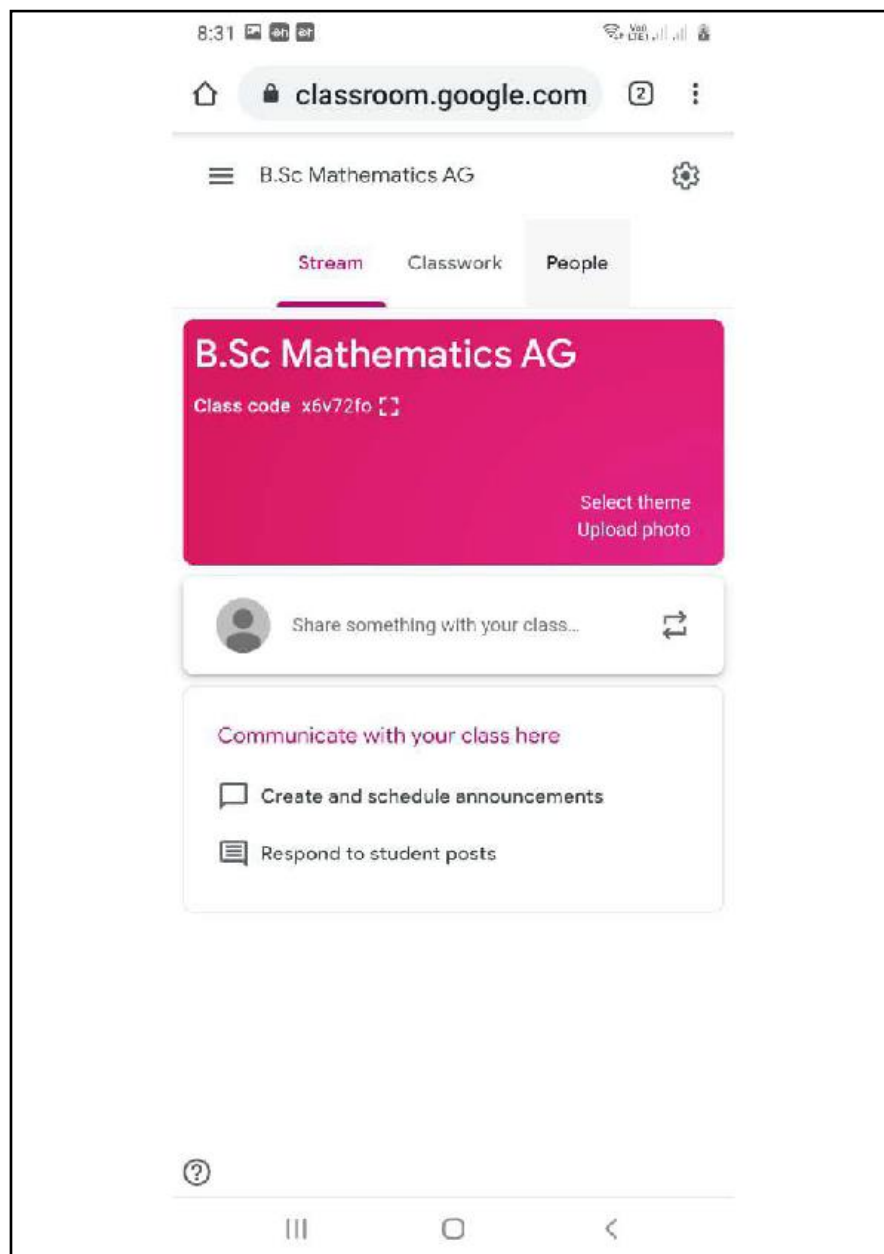 8:31
classroom.google.com 2
B.Sc Mathematics AG
Stream Classwork People
B.Sc Mathematics AG
Class code x6v72fo
Select theme
Upload photo
Share something with your class...
Communicate with your class here
Create and schedule announcements
Respond to student posts